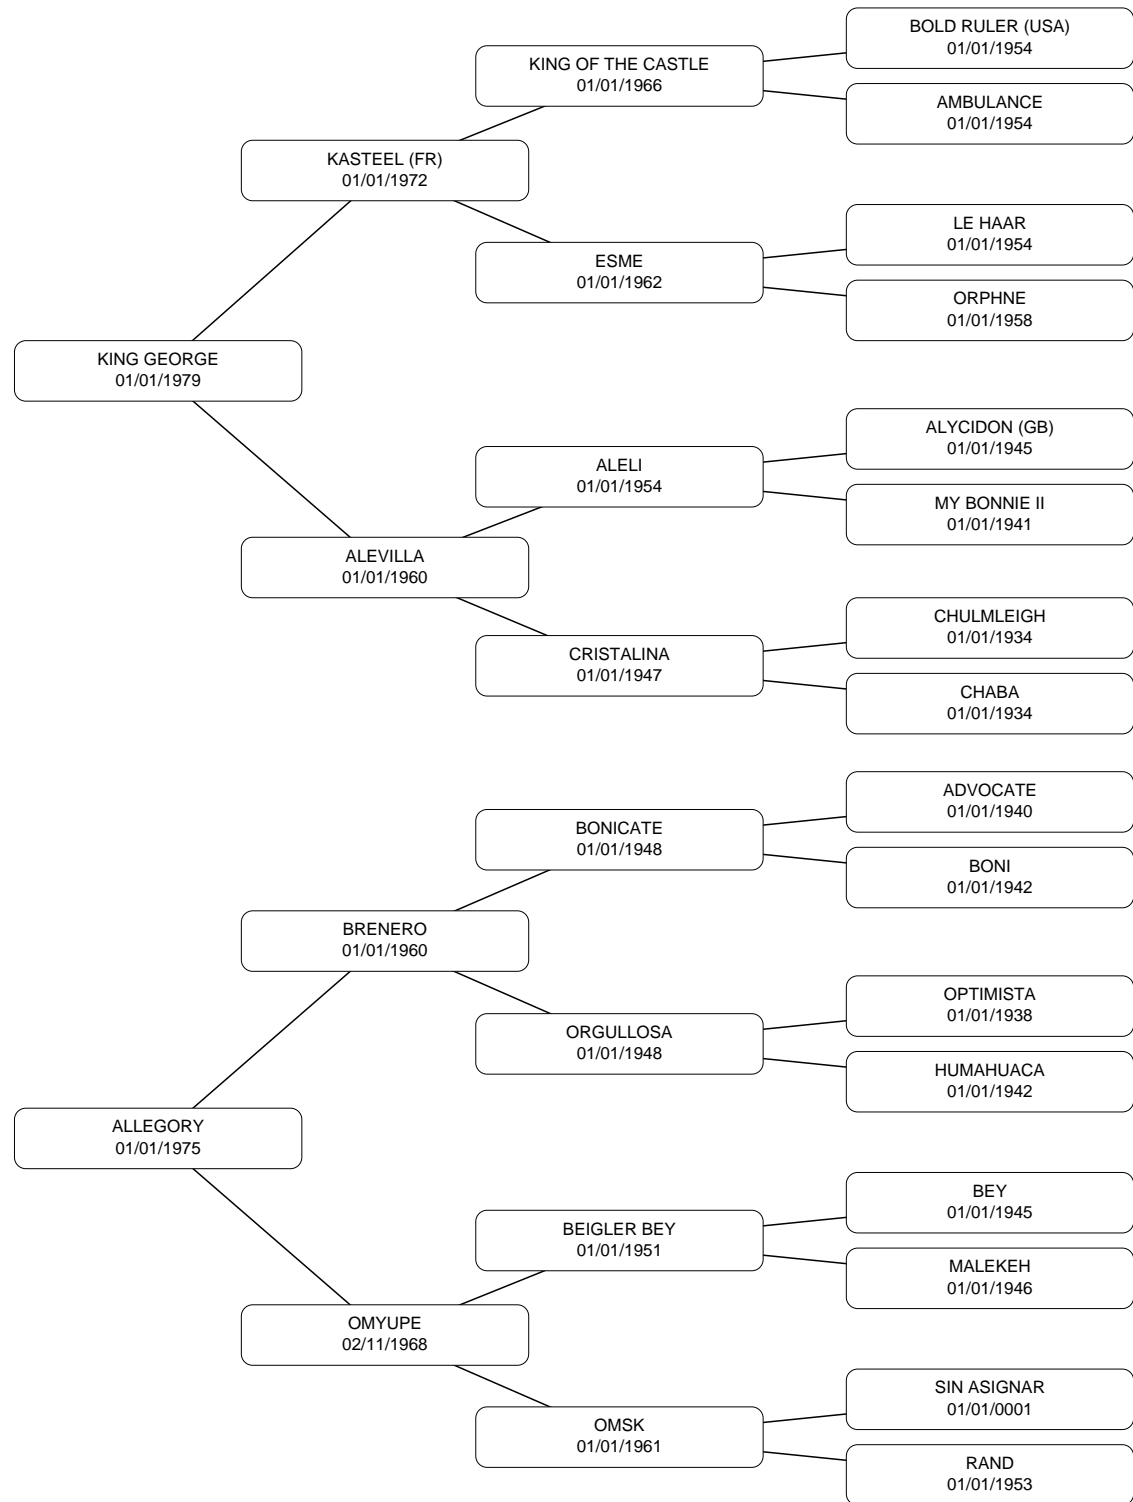 BOLD RULER (USA)
01/01/1954
KING OF THE CASTLE
01/01/1966
AMBULANCE
01/01/1954
KASTEEL (FR)
01/01/1972
LE HAAR
01/01/1954
ESME
01/01/1962
ORPHNE
01/01/1958
KING GEORGE
01/01/1979
ALYCIDON (GB)
01/01/1945
ALELI
01/01/1954
MY BONNIE II
01/01/1941
ALEVILLA
01/01/1960
CHULMLEIGH
01/01/1934
CRISTALINA
01/01/1947
CHABA
01/01/1934
ADVOCATE
01/01/1940
BONICATE
01/01/1948
BONI
01/01/1942
BRENERO
01/01/1960
OPTIMISTA
01/01/1938
ORGULLOSA
01/01/1948
HUMAHUACA
01/01/1942
ALLEGORY
01/01/1975
BEY
01/01/1945
BEIGLER BEY
01/01/1951
MALEKEH
01/01/1946
OMYUPE
02/11/1968
SIN ASIGNAR
01/01/0001
OMSK
01/01/1961
RAND
01/01/1953